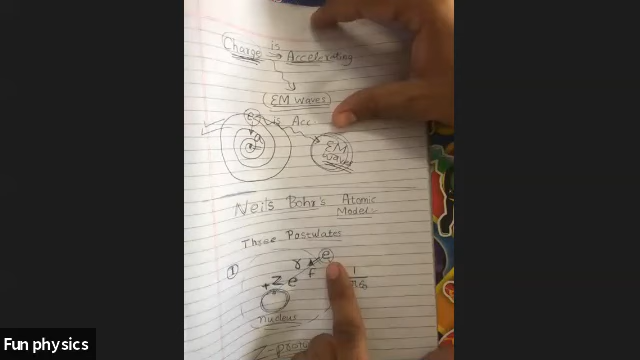 Charge is Accelerating
EM waves
e is Acc
a
EM
waves
Neil's Bohr's Atomic
Model:-
Three Postulates
① r e
+Ze F 1
Nucleus
Fun physics